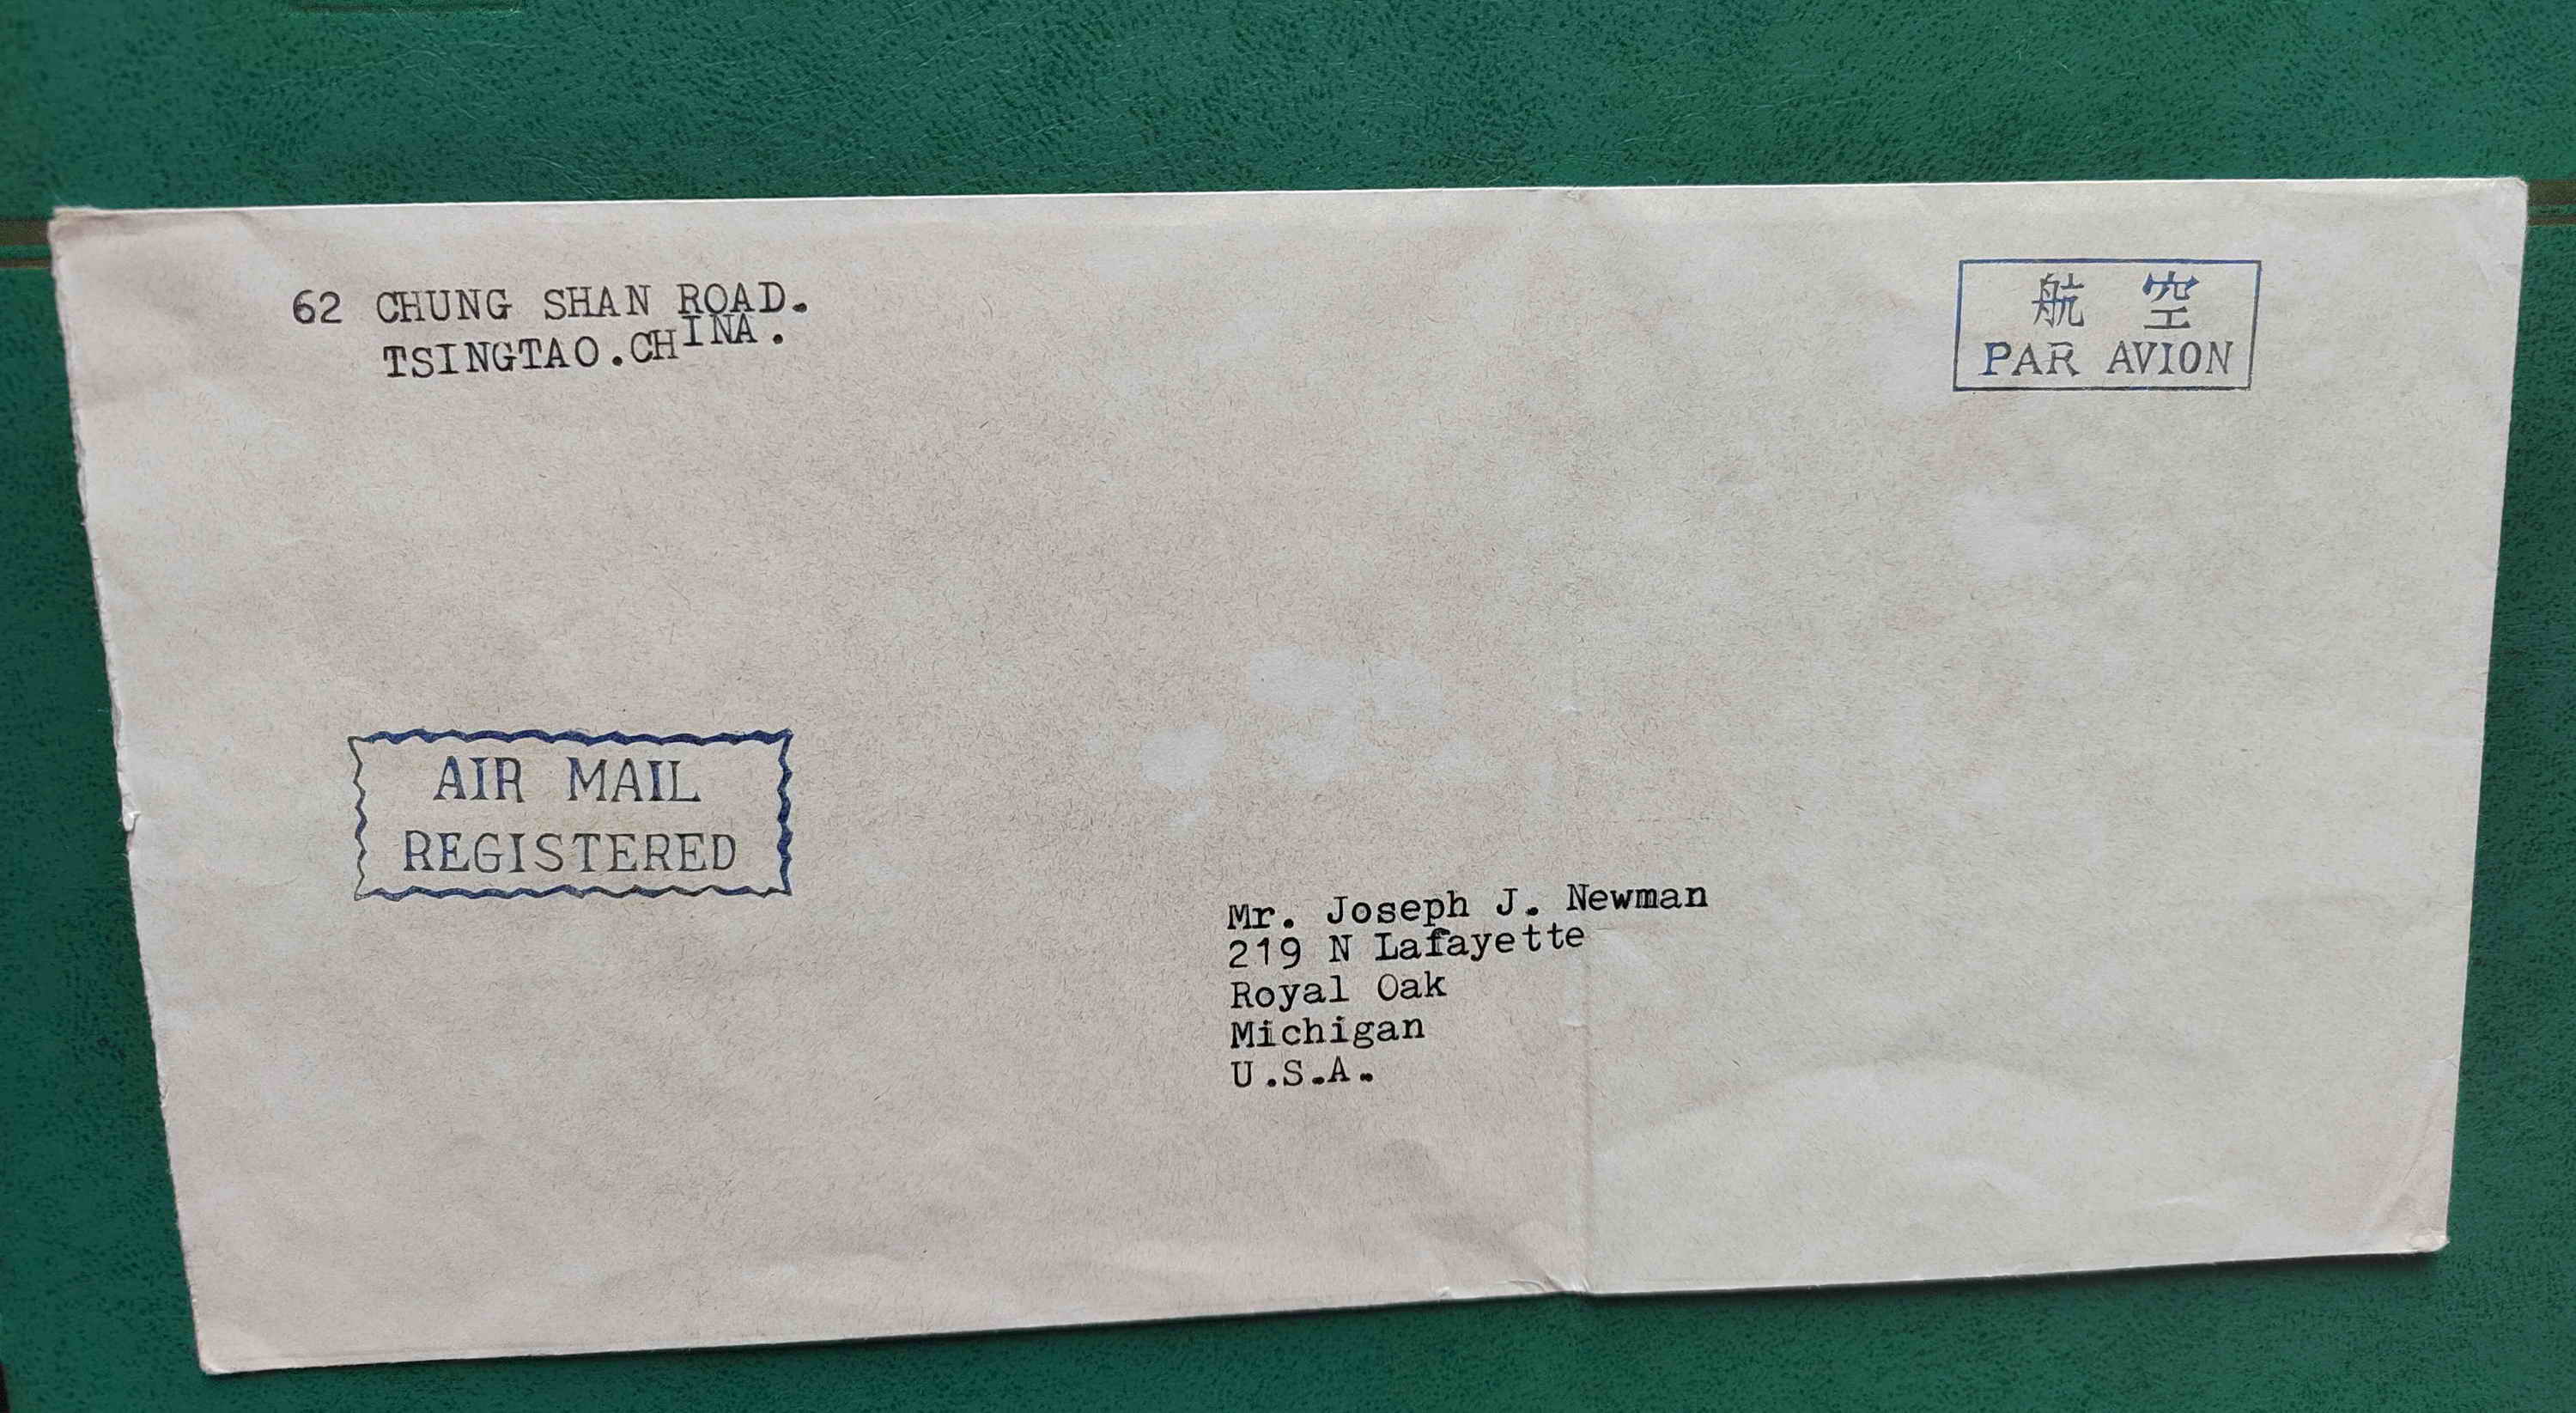 62 CHUNG SHAN ROAD.
TSINGTAO.CHINA.
航 空
PAR AVION
AIR MAIL
REGISTERED
Mr. Joseph J. Newman
219 N Lafayette
Royal Oak
Michigan
U.S.A.